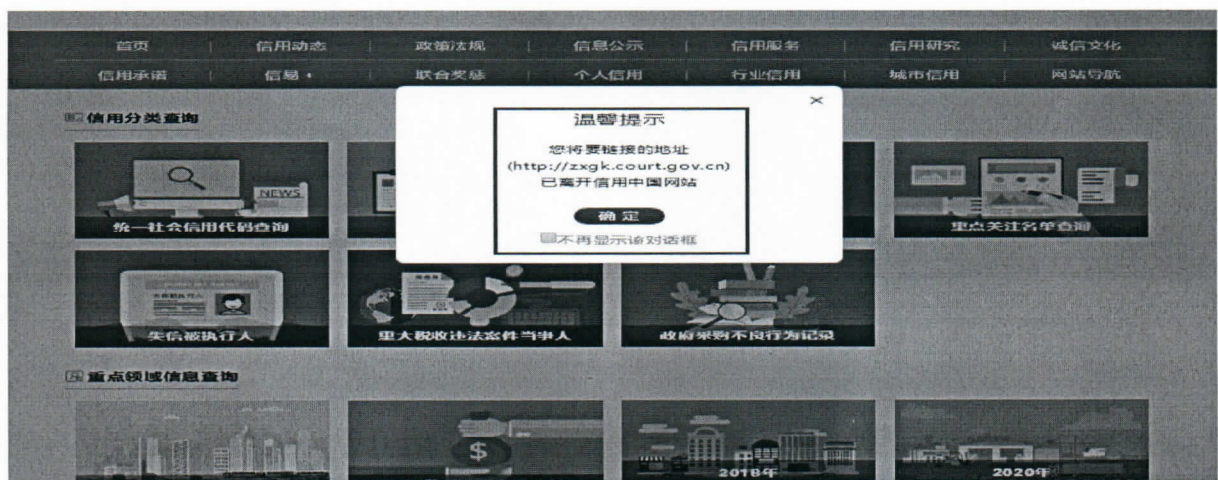 首页 信用动态 政策法规 信息公示 信用服务 信用研究 诚信文化
信用承诺 信易+ 联合奖惩 个人信用 行业信用 城市信用 网站导航
信用分类查询
×
温馨提示
您将要链接的地址
(http://zxgk.court.gov.cn)
已离开信用中国网站
确定
不再显示该对话框
NEWS
统一社会信用代码查询
重点关注名单查询
失信被执行人
重大税收违法案件当事人
政府采购不良行为记录
重点领域信息查询
$
2018年
2020年